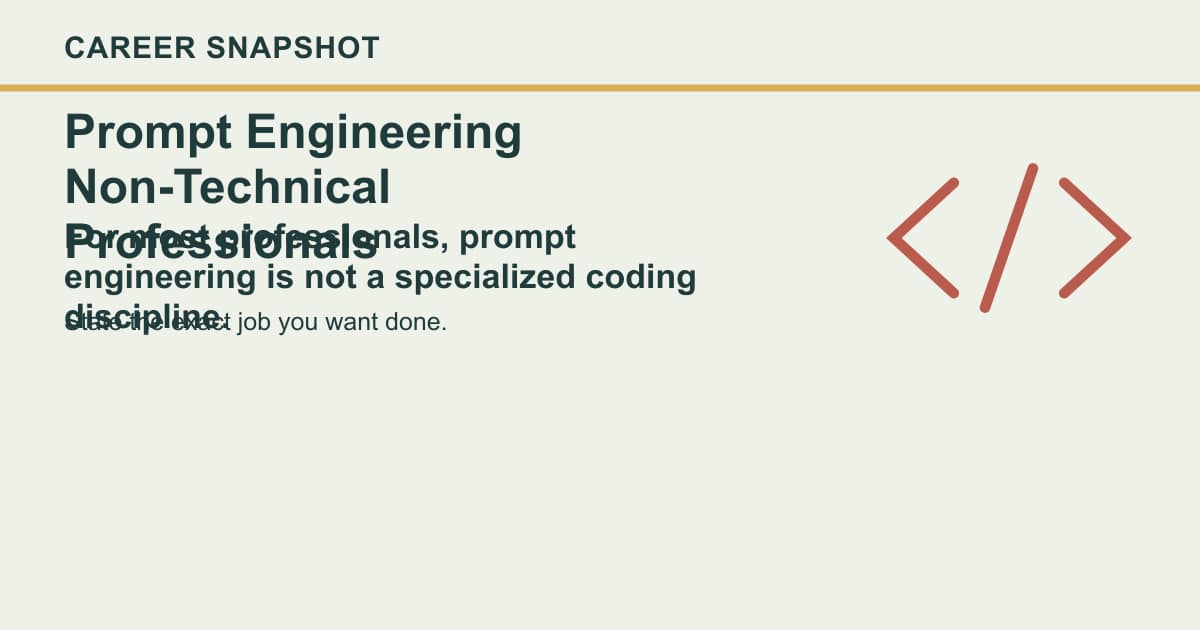 CAREER SNAPSHOT
Prompt Engineering
Non-Technical
Professionals
For most professionals, prompt
engineering is not a specialized coding
discipline.
State the exact job you want done.